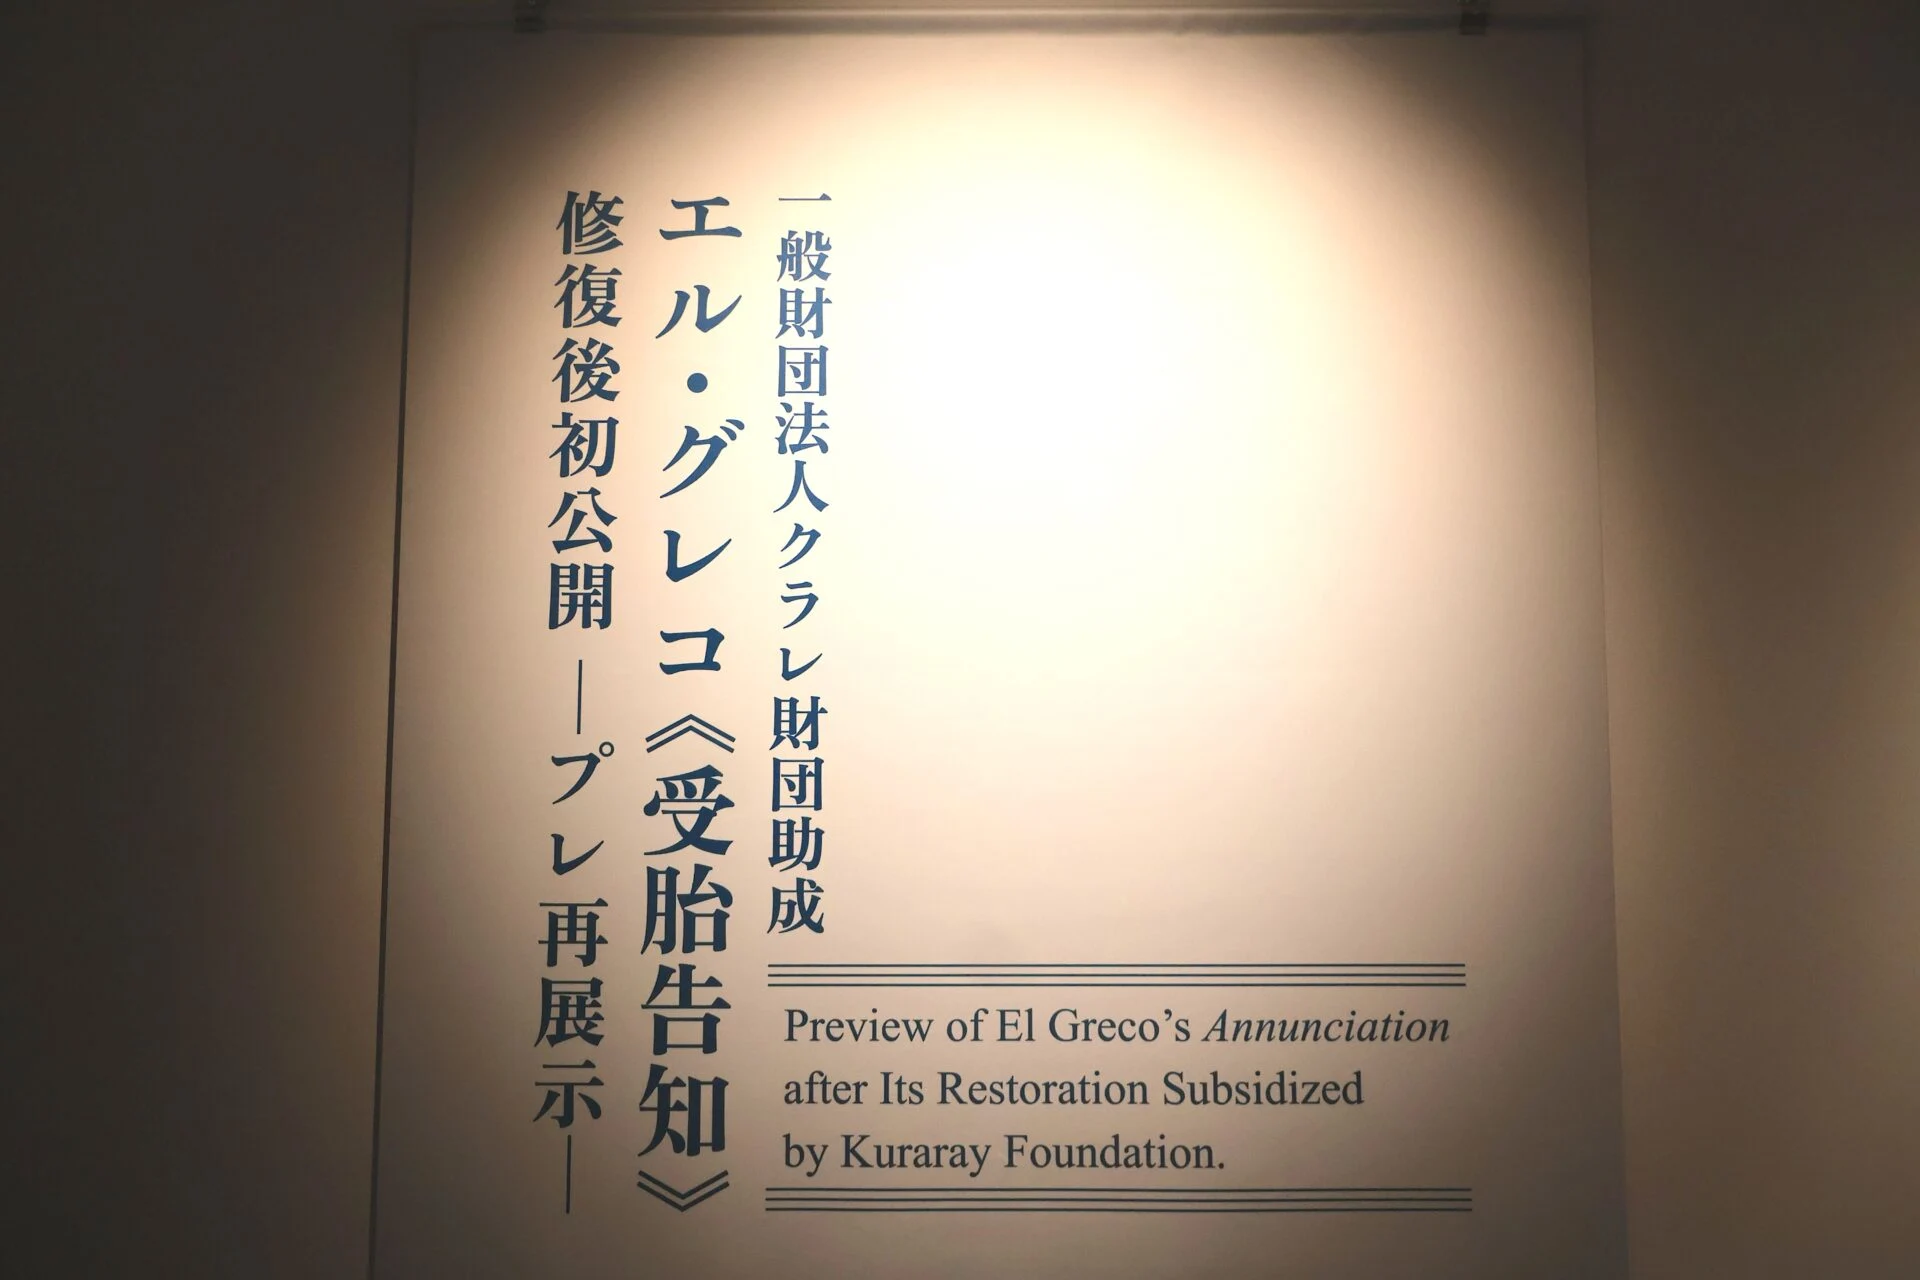 一般財団法人クラレ財団助成
エル・グレコ《受胎告知》
修復後初公開 ―プレ再展示―
Preview of El Greco’s Annunciation
after Its Restoration Subsidized
by Kuraray Foundation.